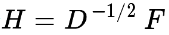 H = D^{-1/2} F